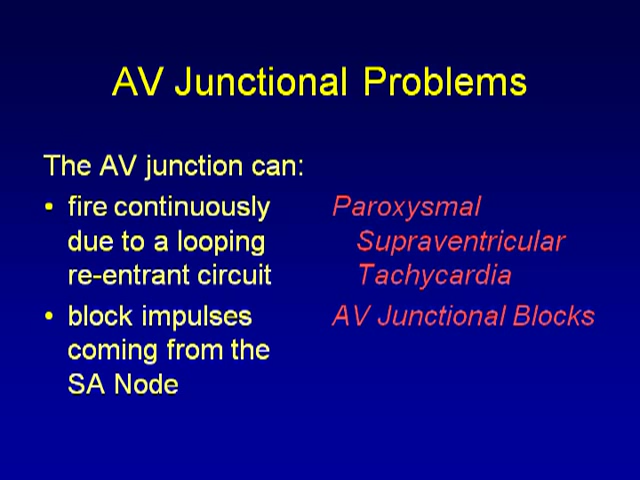 AV Junctional Problems
The AV junction can:
• fire continuously
due to a looping
re-entrant circuit
Paroxysmal
Supraventricular
Tachycardia
• block impulses
coming from the
SA Node
AV Junctional Blocks